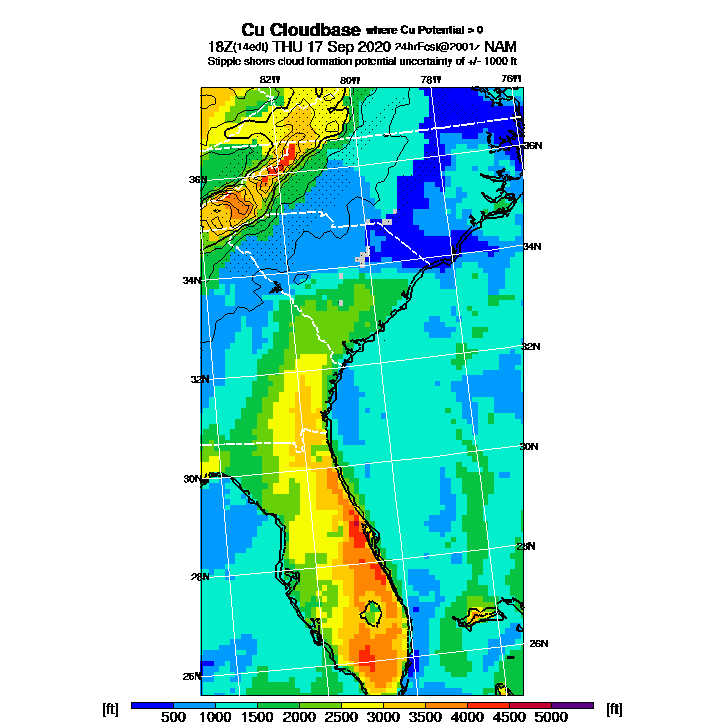 Cu Cloudbase where Cu Potential > 0
18Z(14edt) THU 17 Sep 2020 24hrFcst@2001z NAM
Stipple shows cloud formation potential uncertainty of +/- 1000 ft
82W 80W 78W 76W
36N 36N
34N 34N
32N 32N
30N 30N
28N 28N
26N 26N
[ft] 500 1000 1500 2000 2500 3000 3500 4000 4500 5000 [ft]